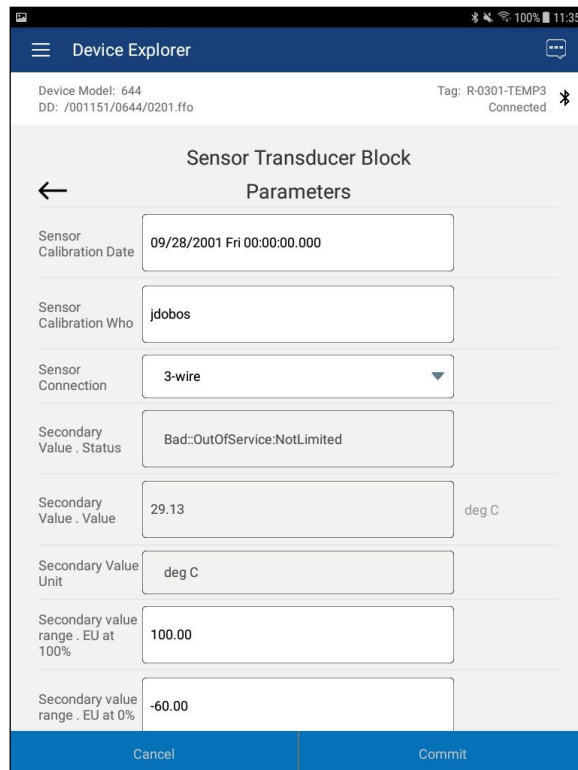 100% 11:35
Device Explorer
Device Model: 644
DD: /001151/0644/0201.ffo
Tag: R-0301-TEMP3
Connected
Sensor Transducer Block
Parameters
Sensor
Calibration Date
09/28/2001 Fri 00:00:00.000
Sensor
Calibration Who
jdobos
Sensor
Connection
3-wire
Secondary
Value . Status
Bad::OutOfService:NotLimited
Secondary
Value . Value
29.13
deg C
Secondary Value
Unit
deg C
Secondary value
range . EU at
100%
100.00
Secondary value
range . EU at 0%
-60.00
Cancel
Commit